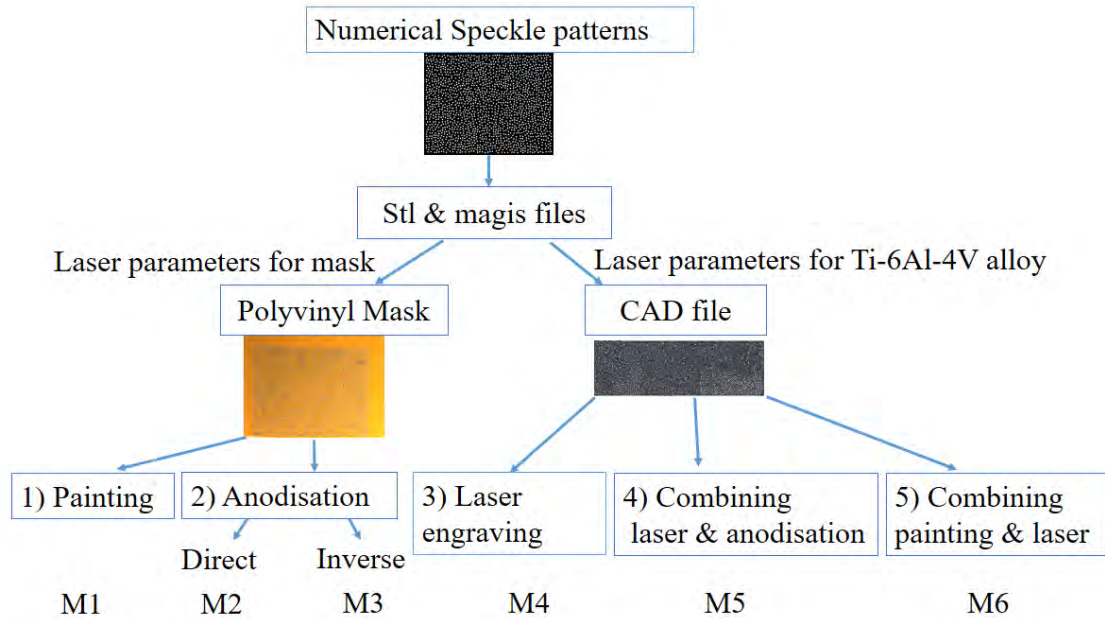 Numerical Speckle patterns
Stl & magis files
Laser parameters for mask
Laser parameters for Ti-6Al-4V alloy
Polyvinyl Mask
CAD file
1) Painting
2) Anodisation
3) Laser
engraving
4) Combining
laser & anodisation
5) Combining
painting & laser
Direct
Inverse
M1
M2
M3
M4
M5
M6